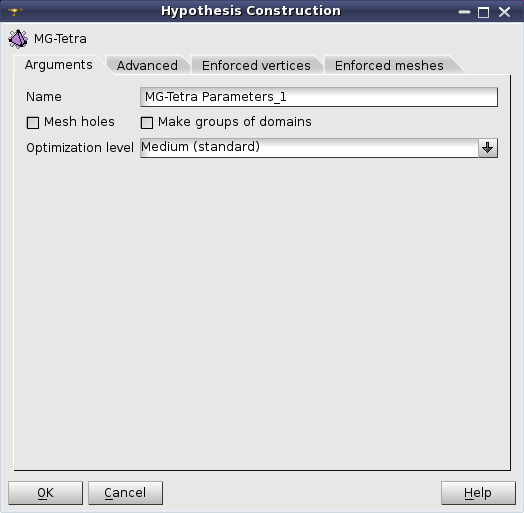 Hypothesis Construction
MG-Tetra
Arguments Advanced Enforced vertices Enforced meshes
Name MG-Tetra Parameters_1
Mesh holes Make groups of domains
Optimization level Medium (standard)
OK Cancel Help